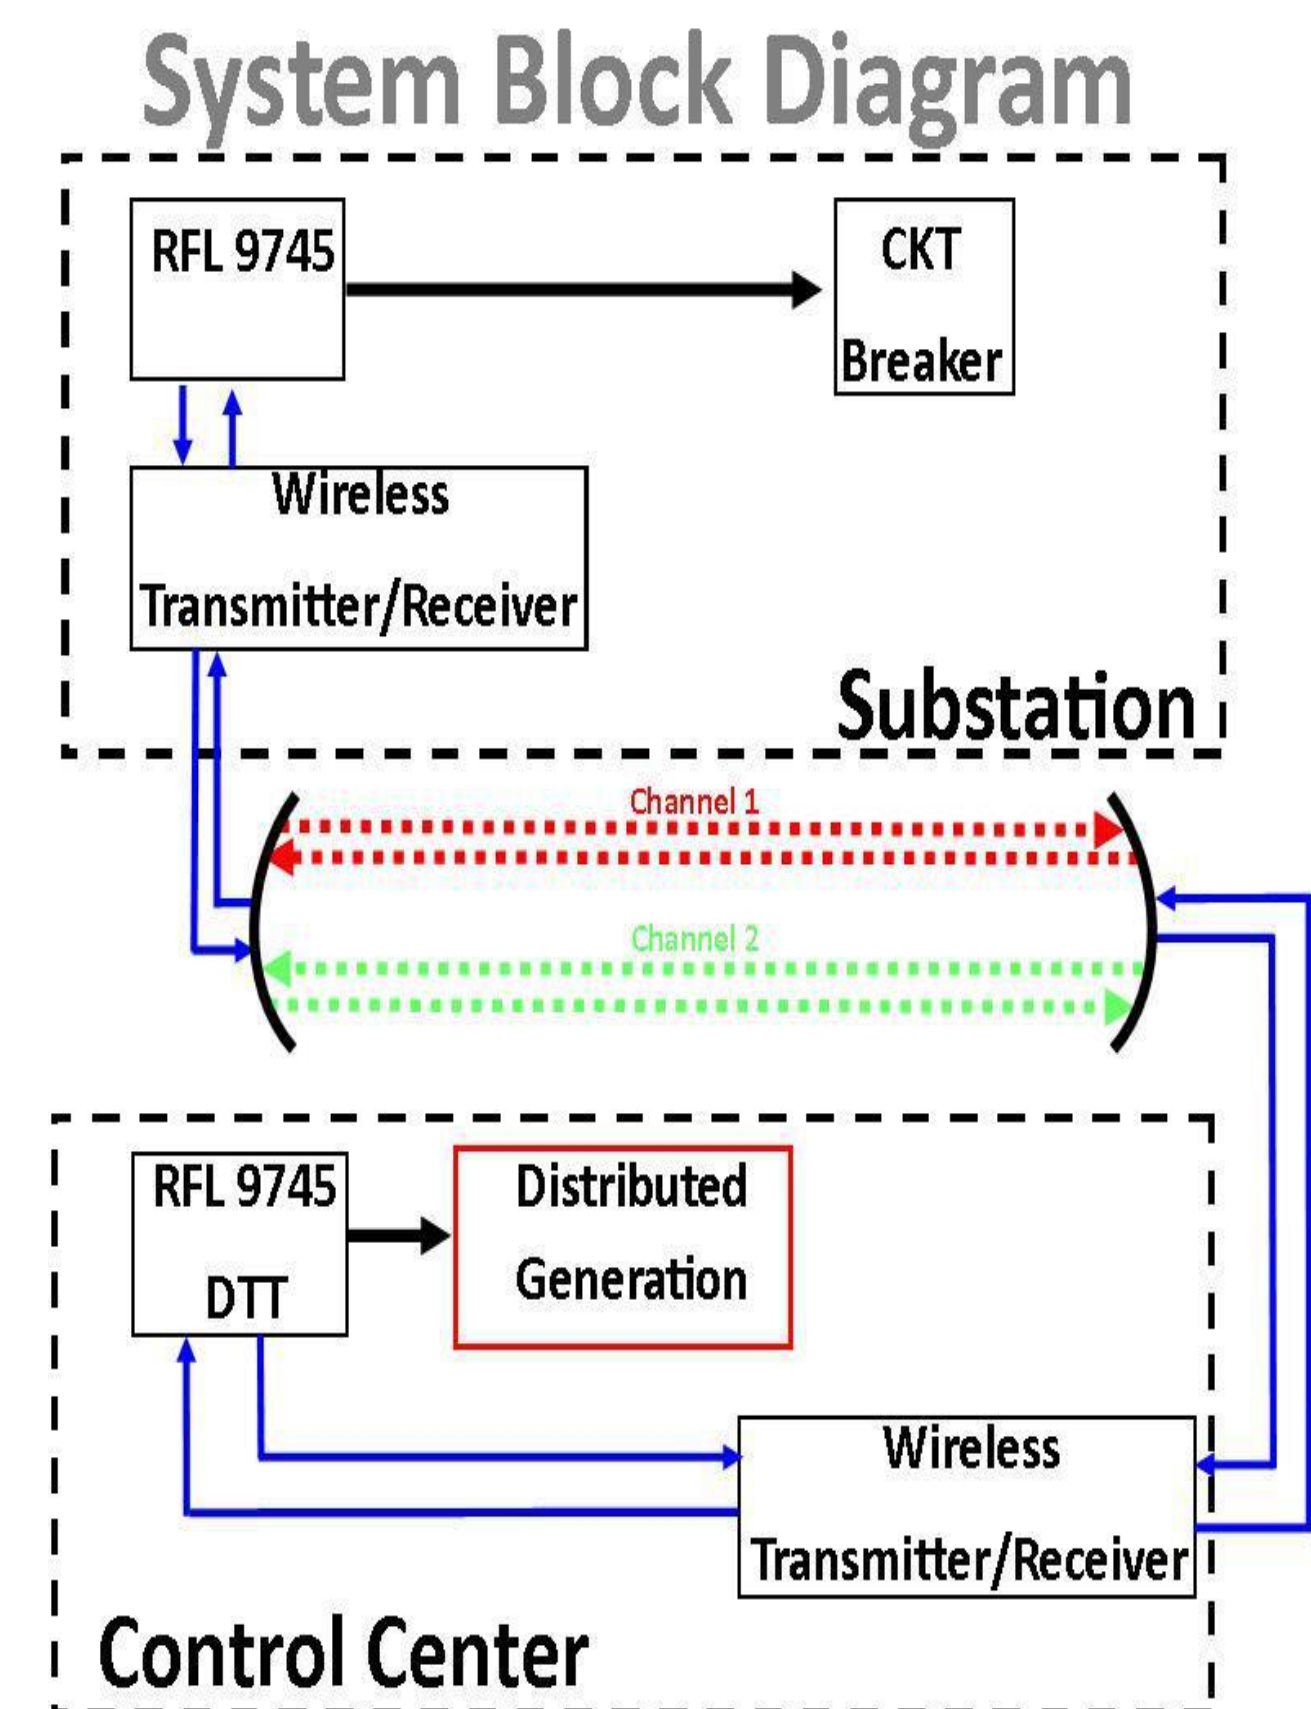 System Block Diagram
RFL 9745
CKT
Breaker
Wireless
Transmitter/Receiver
Substation
Channel 1
Channel 2
RFL 9745
DTT
Distributed
Generation
Wireless
Transmitter/Receiver
Control Center